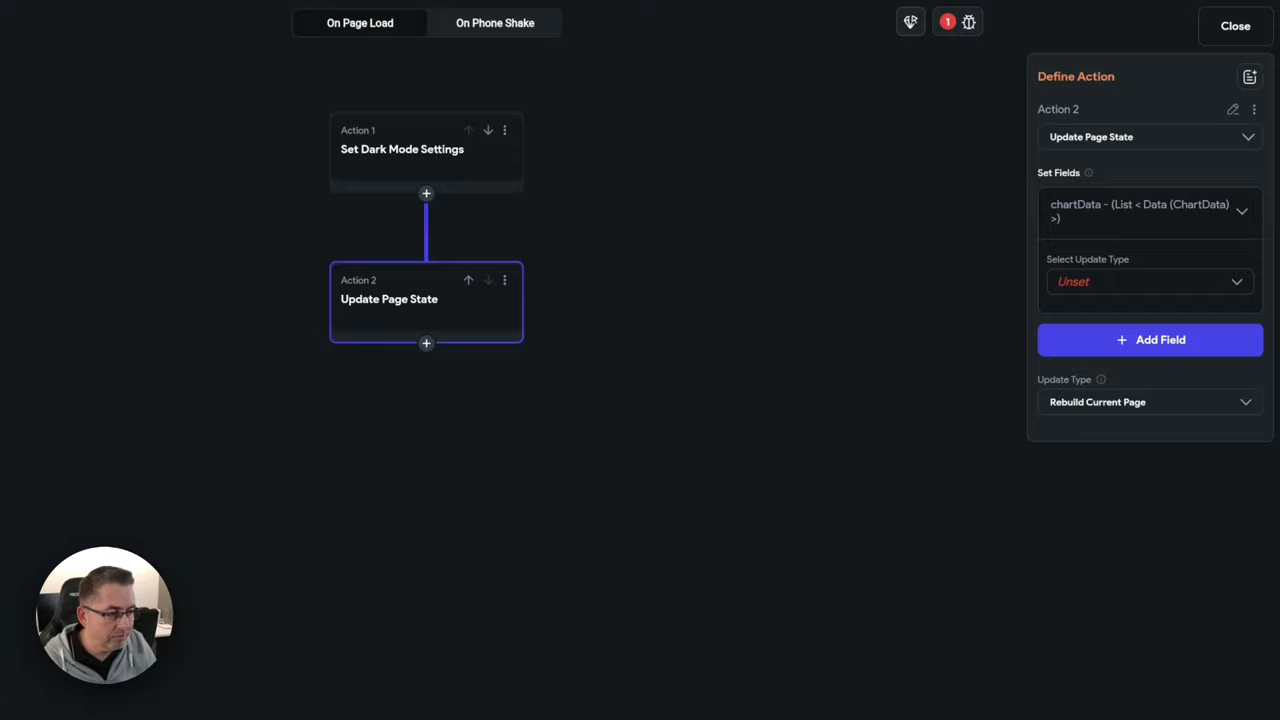 On Page Load
On Phone Shake
1
Close
Define Action
Action 2
Update Page State
Set Fields
chartData - (List < Data (ChartData)
>)
Select Update Type
Unset
Add Field
Update Type
Rebuild Current Page
Action 1
Set Dark Mode Settings
Action 2
Update Page State